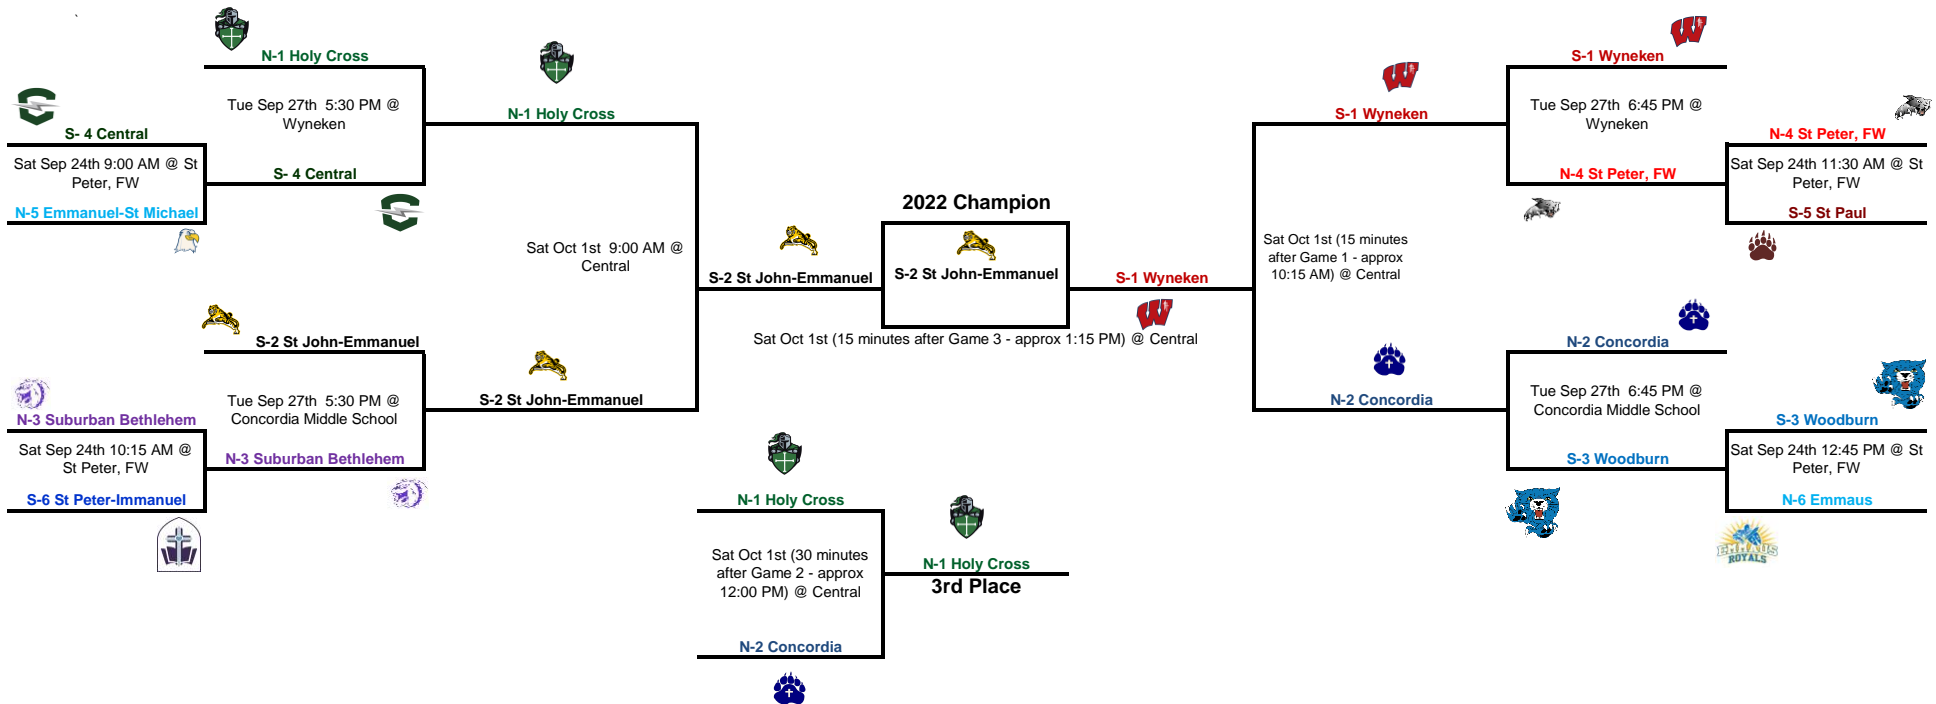 N-1 Holy Cross
Tue Sep 27th 5:30 PM @
Wyneken
S- 4 Central
S- 4 Central
Sat Sep 24th 9:00 AM @ St
Peter, FW
N-5 Emmanuel-St Michael
N-1 Holy Cross
Sat Oct 1st 9:00 AM @
Central
S-2 St John-Emmanuel
Tue Sep 27th 5:30 PM @
Concordia Middle School
N-3 Suburban Bethlehem
N-3 Suburban Bethlehem
Sat Sep 24th 10:15 AM @
St Peter, FW
S-6 St Peter-Immanuel
S-2 St John-Emmanuel
S-2 St John-Emmanuel
2022 Champion
S-2 St John-Emmanuel
S-1 Wyneken
Sat Oct 1st (15 minutes after Game 3 - approx 1:15 PM) @ Central
N-1 Holy Cross
Sat Oct 1st (30 minutes
after Game 2 - approx
12:00 PM) @ Central
N-2 Concordia
N-1 Holy Cross
3rd Place
S-1 Wyneken
Sat Oct 1st (15 minutes
after Game 1 - approx
10:15 AM) @ Central
N-2 Concordia
S-1 Wyneken
Tue Sep 27th 6:45 PM @
Wyneken
N-4 St Peter, FW
N-4 St Peter, FW
Sat Sep 24th 11:30 AM @ St
Peter, FW
S-5 St Paul
N-2 Concordia
Tue Sep 27th 6:45 PM @
Concordia Middle School
S-3 Woodburn
S-3 Woodburn
Sat Sep 24th 12:45 PM @ St
Peter, FW
N-6 Emmaus
EMMAUS
ROYALS